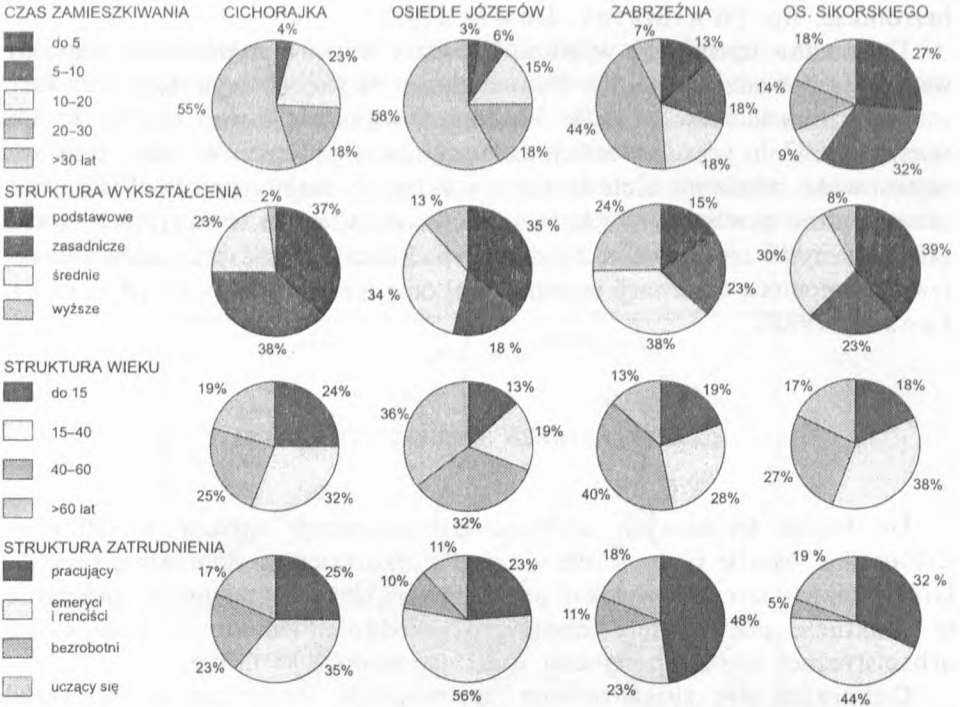 CZAS ZAMIESZKIWANIA CICHORAJKA OSIEDLE JÓZEFÓW ZABRZEŹNIA OS. SIKORSKIEGO
do 5
5–10
10–20
20–30
>30 lat
4% 23% 18% 55%
3% 6% 15% 18% 58%
7% 13% 18% 18% 44%
18% 27% 32% 9% 14%
STRUKTURA WYKSZTAŁCENIA
podstawowe
zasadnicze
średnie
wyższe
2% 37% 38% 23%
13 % 35 % 18 % 34 %
24% 15% 23% 38%
8% 39% 23% 30%
STRUKTURA WIEKU
do 15
15–40
40–60
>60 lat
19% 24% 32% 25%
13% 19% 32% 36%
13% 19% 28% 40%
17% 18% 38% 27%
STRUKTURA ZATRUDNIENIA
pracujący
emeryci
i renciści
bezrobotni
uczący się
17% 25% 35% 23%
11% 23% 56% 10%
18% 48% 23% 11%
19 % 32 % 44% 5%